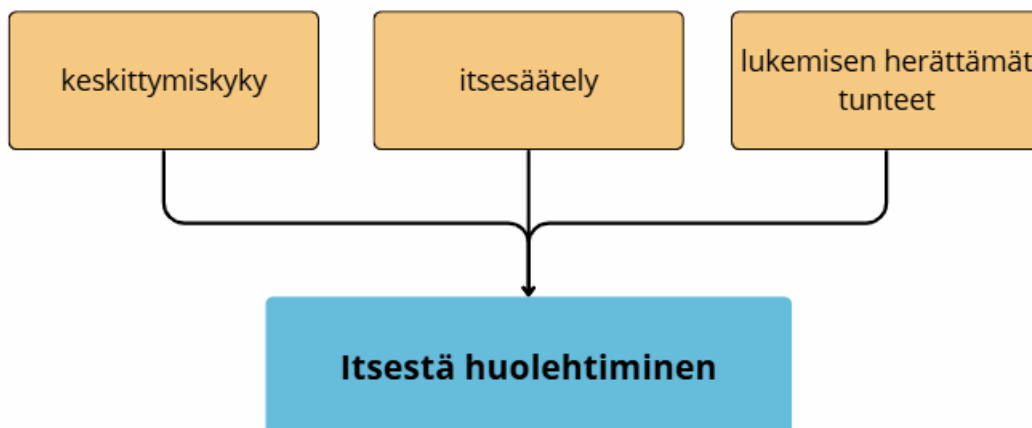 keskittymiskyky
itsesäätely
lukemisen herättämät
tunteet
Itsestä huolehtiminen